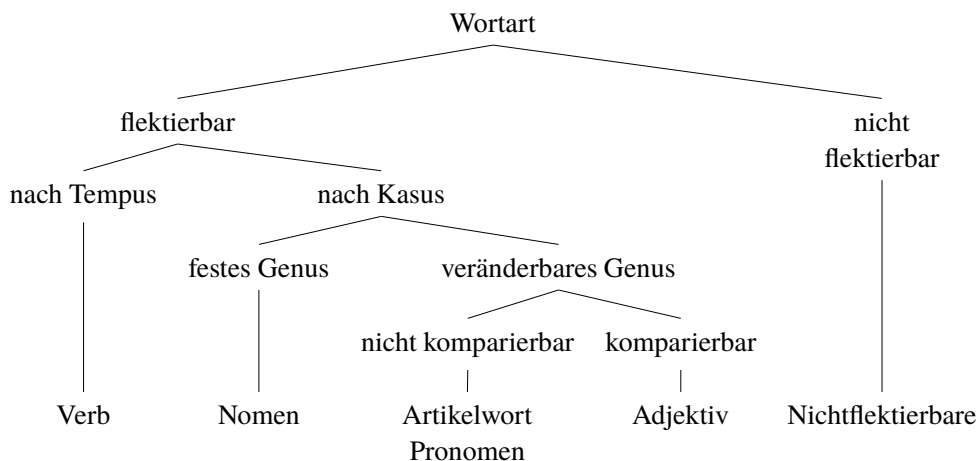 Wortart
flektierbar
nicht
flektierbar
nach Tempus
nach Kasus
festes Genus
veränderbares Genus
nicht komparierbar
komparierbar
Verb
Nomen
Artikelwort
Pronomen
Adjektiv
Nichtflektierbare